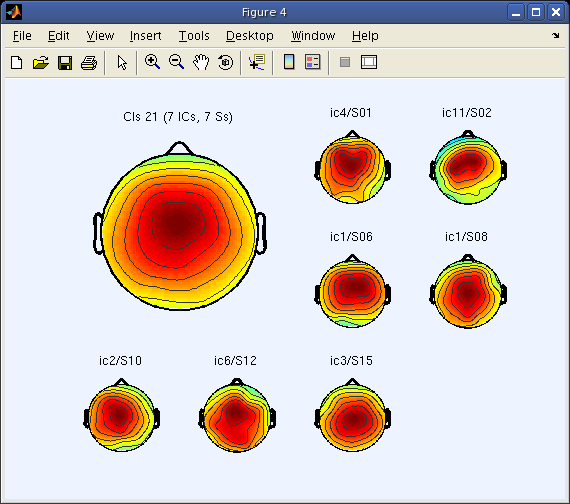 Figure 4
File Edit View Insert Tools Desktop Window Help
Cls 21 (7 ICs, 7 Ss)
ic4/S01
ic11/S02
ic1/S06
ic1/S08
ic2/S10
ic6/S12
ic3/S15